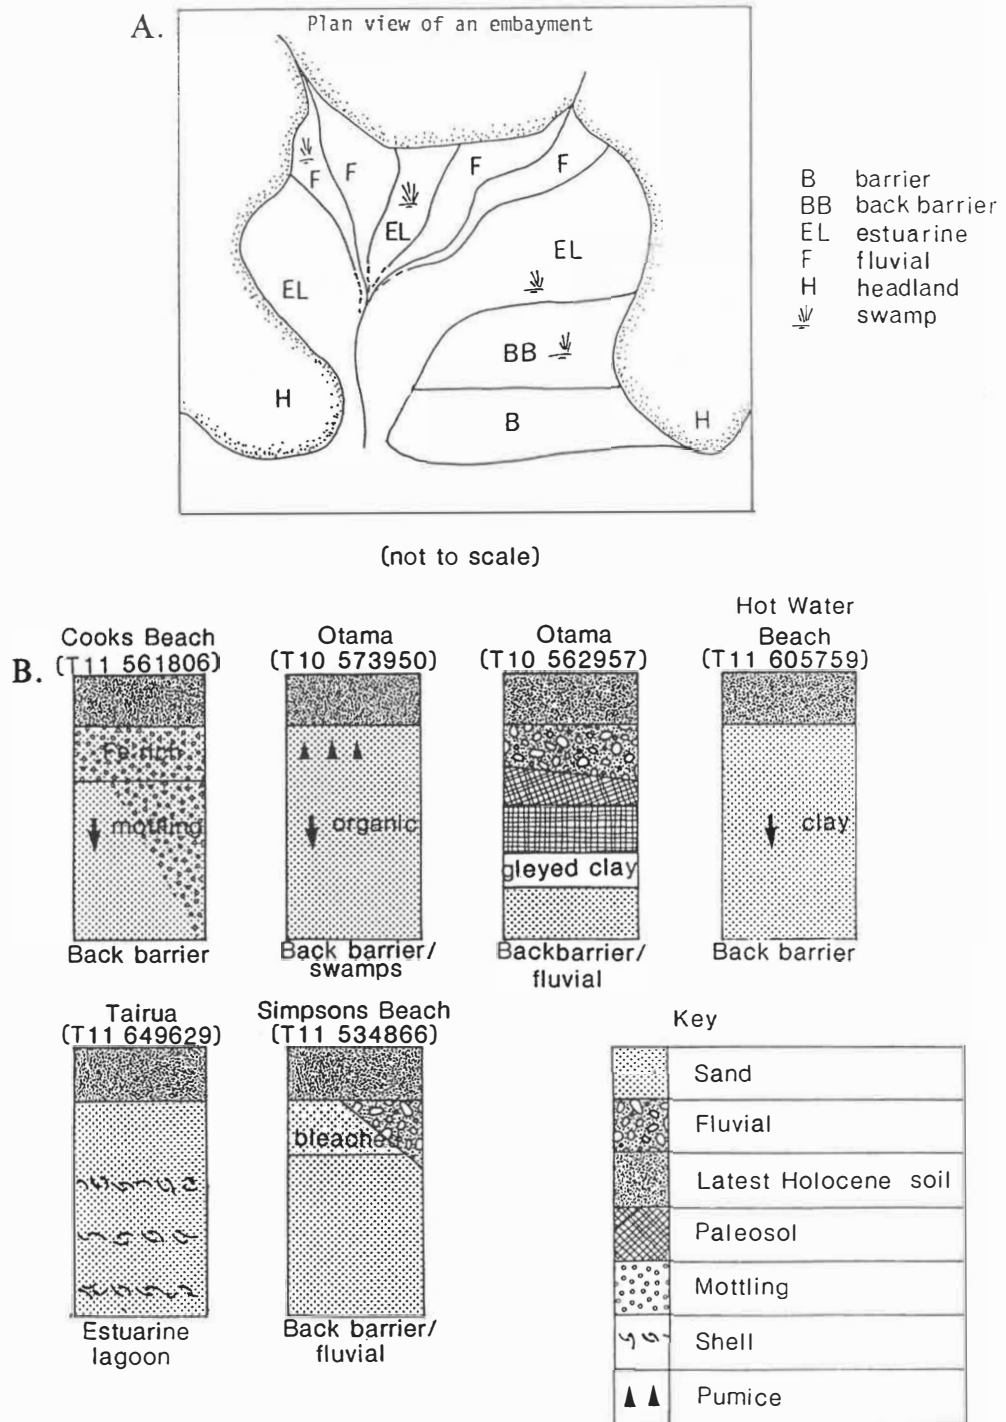 A.
Plan view of an embayment
F
F
F
F
EL
EL
EL
BB
B
H
H
B barrier
BB back barrier
EL estuarine
F fluvial
H headland
swamp
(not to scale)
B.
Cooks Beach
(T11 561806)
Fe rich
mottling
Back barrier
Otama
(T10 573950)
organic
Back barrier/
swamps
Otama
(T10 562957)
gleyed clay
Backbarrier/
fluvial
Hot Water
Beach
(T11 605759)
clay
Back barrier
Tairua
(T11 649629)
Estuarine
lagoon
Simpsons Beach
(T11 534866)
bleached
Back barrier/
fluvial
Key
Sand
Fluvial
Latest Holocene soil
Paleosol
Mottling
Shell
Pumice